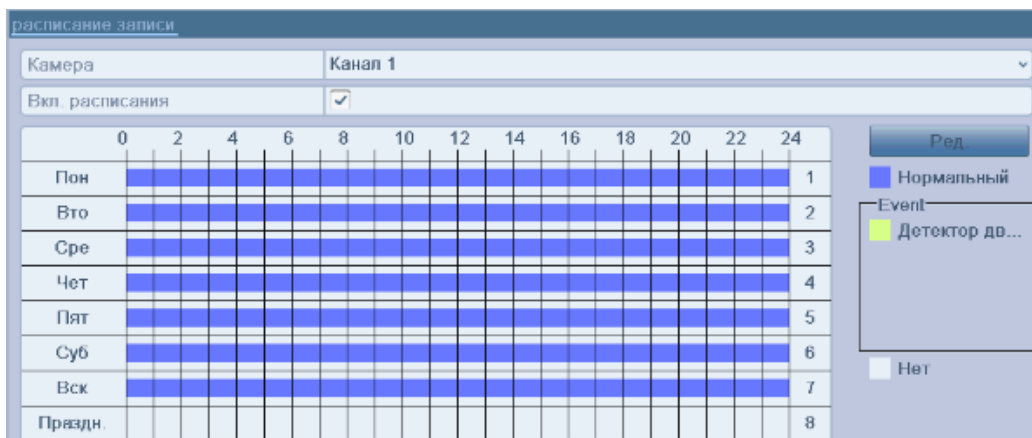 расписание записи
Камера Канал 1
Вкл. расписания
0 2 4 6 8 10 12 14 16 18 20 22 24
Ред.
Пон 1
Нормальный
Вто 2
Event
Детектор дв...
Сре 3
Чет 4
Пят 5
Суб 6
Нет
Вск 7
Праздн. 8